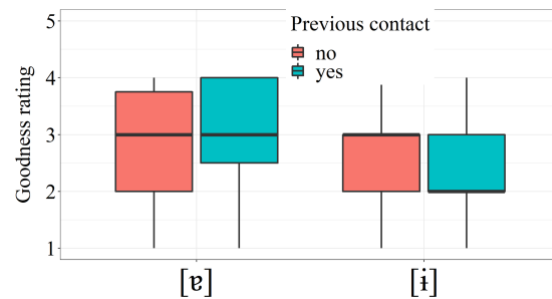 Previous contact
no
yes
Goodness rating
5
4
3
2
1
[ɐ]
[ɨ]